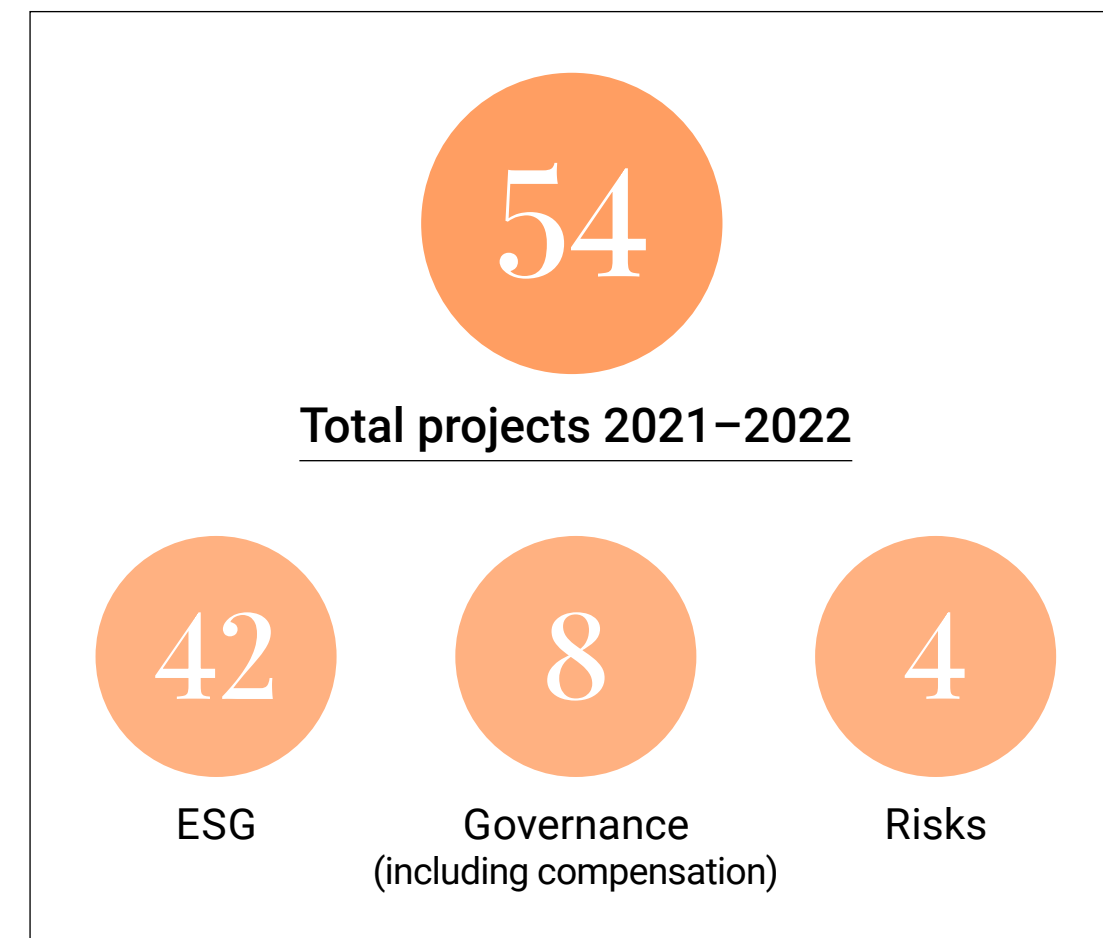 54
Total projects 2021–2022
42
8
4
ESG
Governance
(including compensation)
Risks